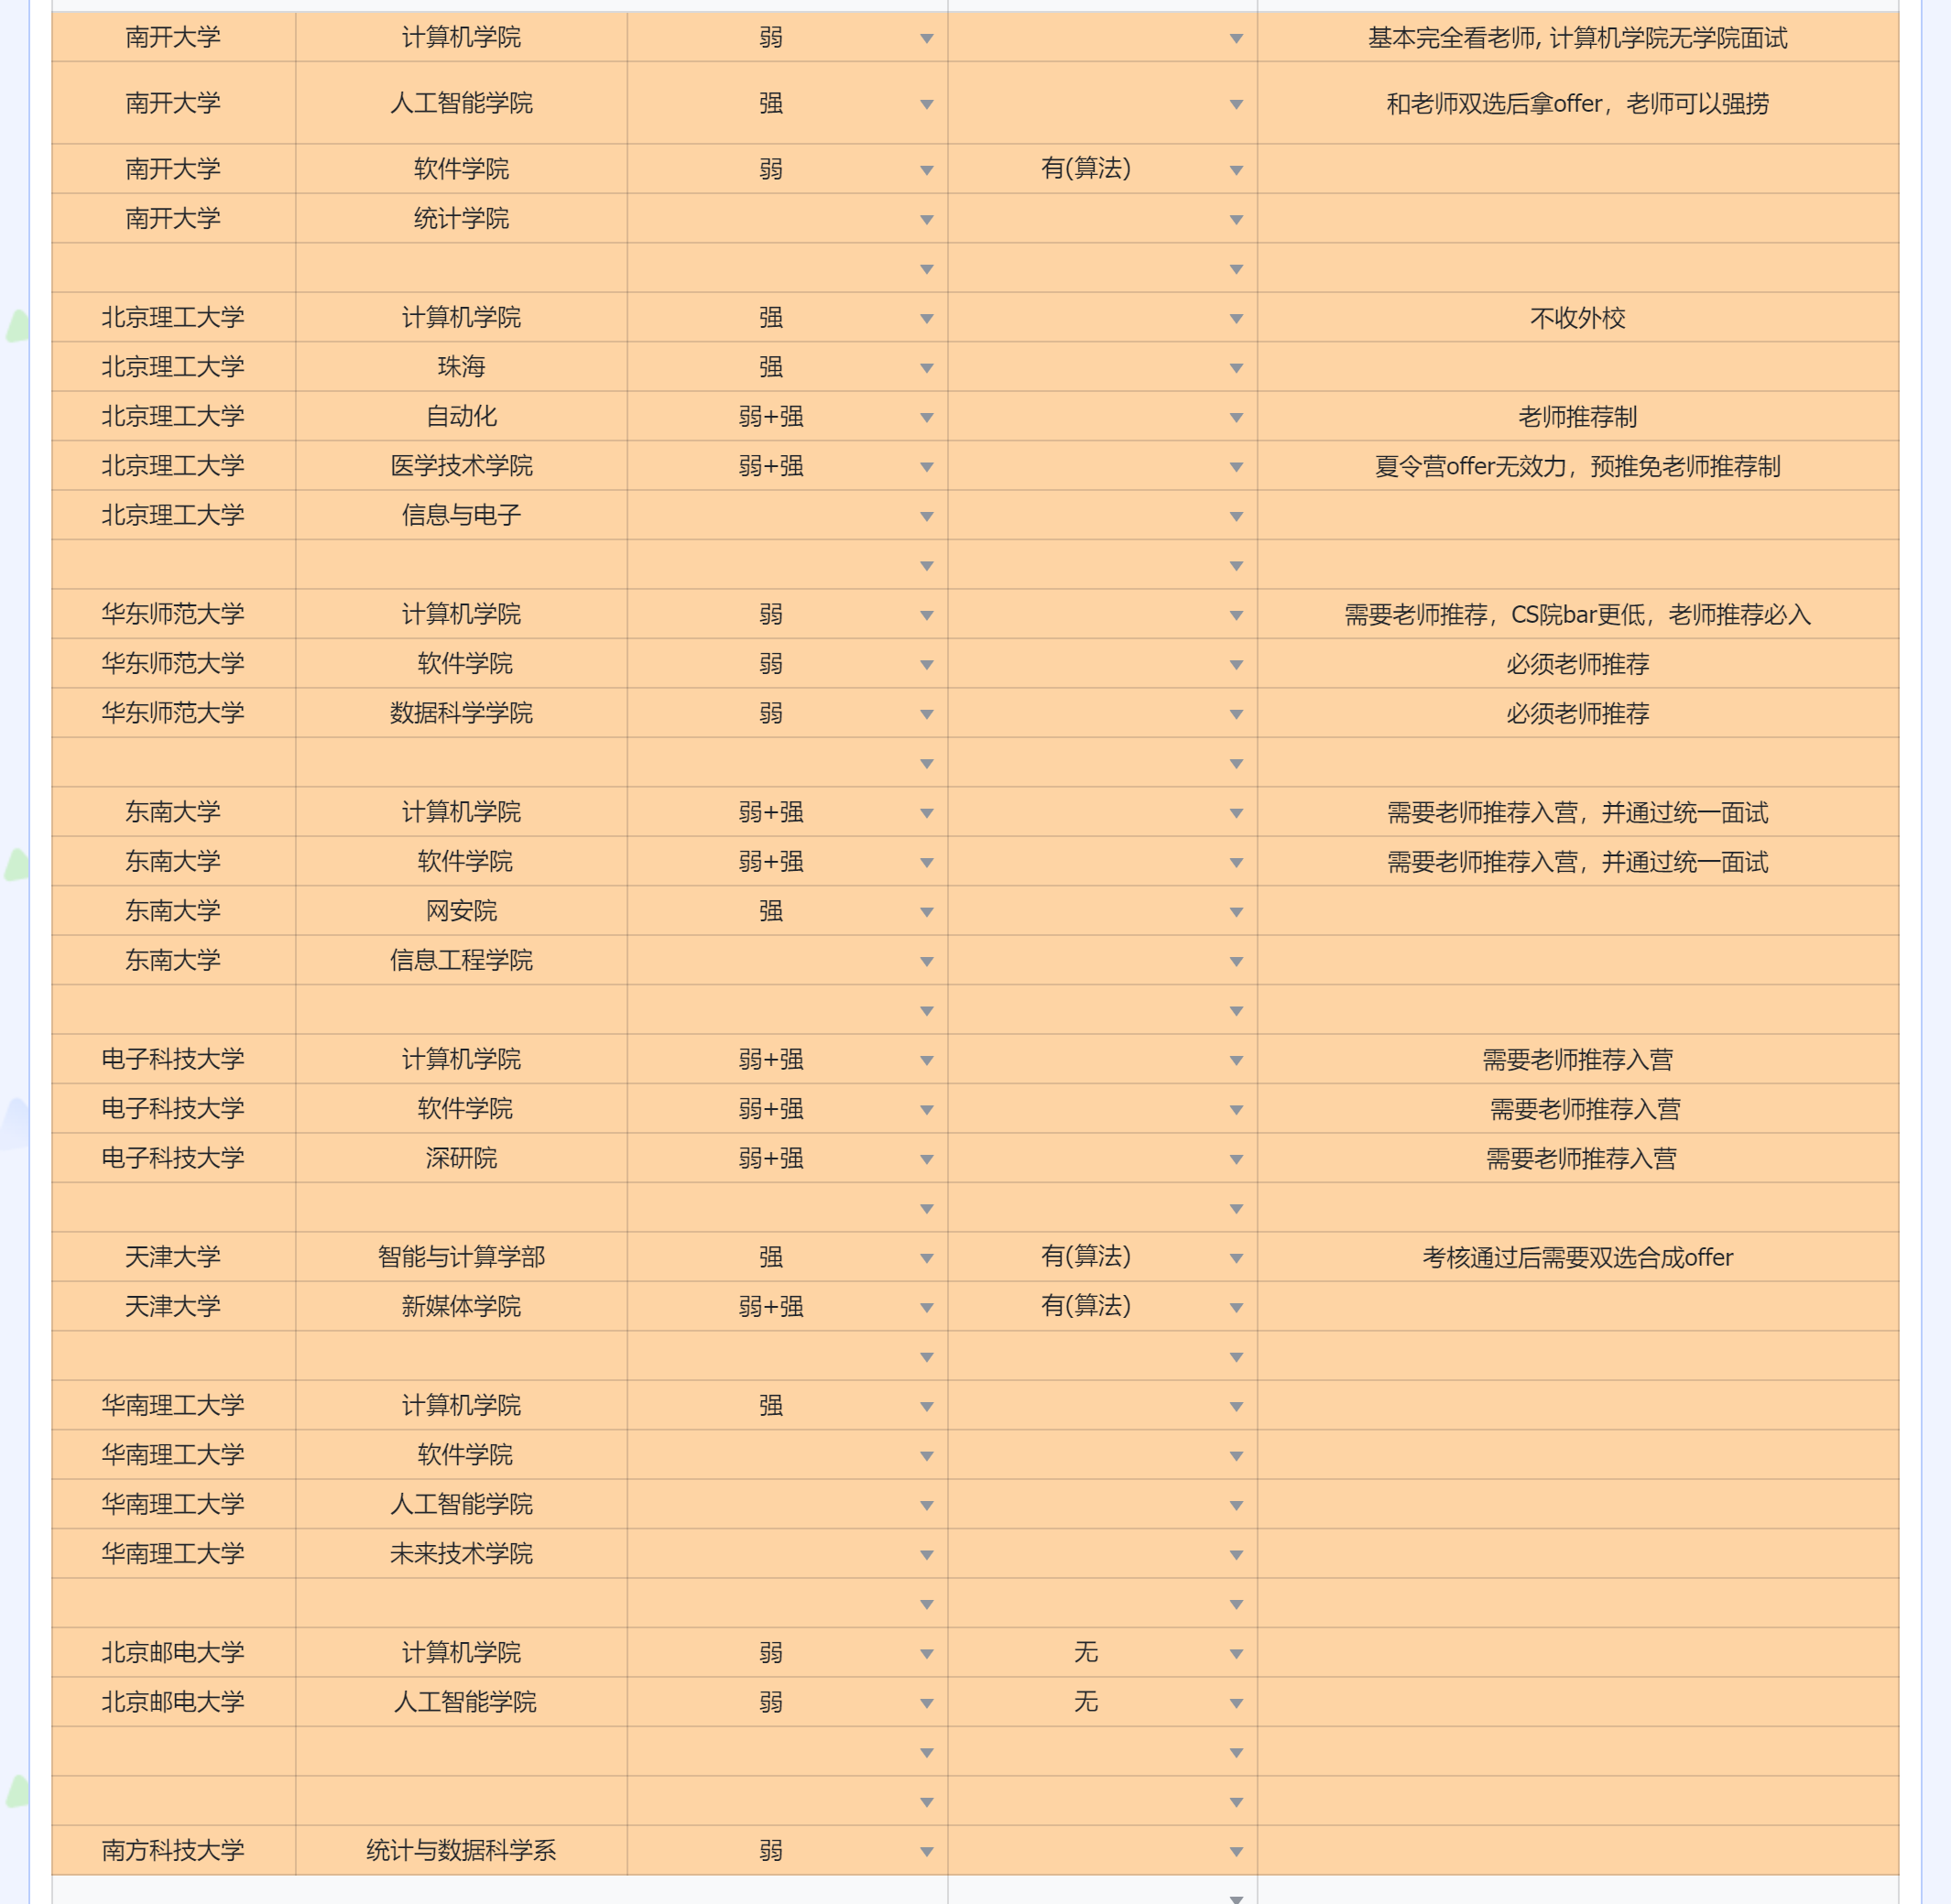 南开大学 计算机学院 弱 基本完全看老师, 计算机学院无学院面试
南开大学 人工智能学院 强 和老师双选后拿offer，老师可以强捞
南开大学 软件学院 弱 有(算法)
南开大学 统计学院
北京理工大学 计算机学院 强 不收外校
北京理工大学 珠海 强
北京理工大学 自动化 弱+强 老师推荐制
北京理工大学 医学技术学院 弱+强 夏令营offer无效力，预推免老师推荐制
北京理工大学 信息与电子
华东师范大学 计算机学院 弱 需要老师推荐，CS院bar更低，老师推荐必入
华东师范大学 软件学院 弱 必须老师推荐
华东师范大学 数据科学学院 弱 必须老师推荐
东南大学 计算机学院 弱+强 需要老师推荐入营，并通过统一面试
东南大学 软件学院 弱+强 需要老师推荐入营，并通过统一面试
东南大学 网安院 强
东南大学 信息工程学院
电子科技大学 计算机学院 弱+强 需要老师推荐入营
电子科技大学 软件学院 弱+强 需要老师推荐入营
电子科技大学 深研院 弱+强 需要老师推荐入营
天津大学 智能与计算学部 强 有(算法) 考核通过后需要双选合成offer
天津大学 新媒体学院 弱+强 有(算法)
华南理工大学 计算机学院 强
华南理工大学 软件学院
华南理工大学 人工智能学院
华南理工大学 未来技术学院
北京邮电大学 计算机学院 弱 无
北京邮电大学 人工智能学院 弱 无
南方科技大学 统计与数据科学系 弱